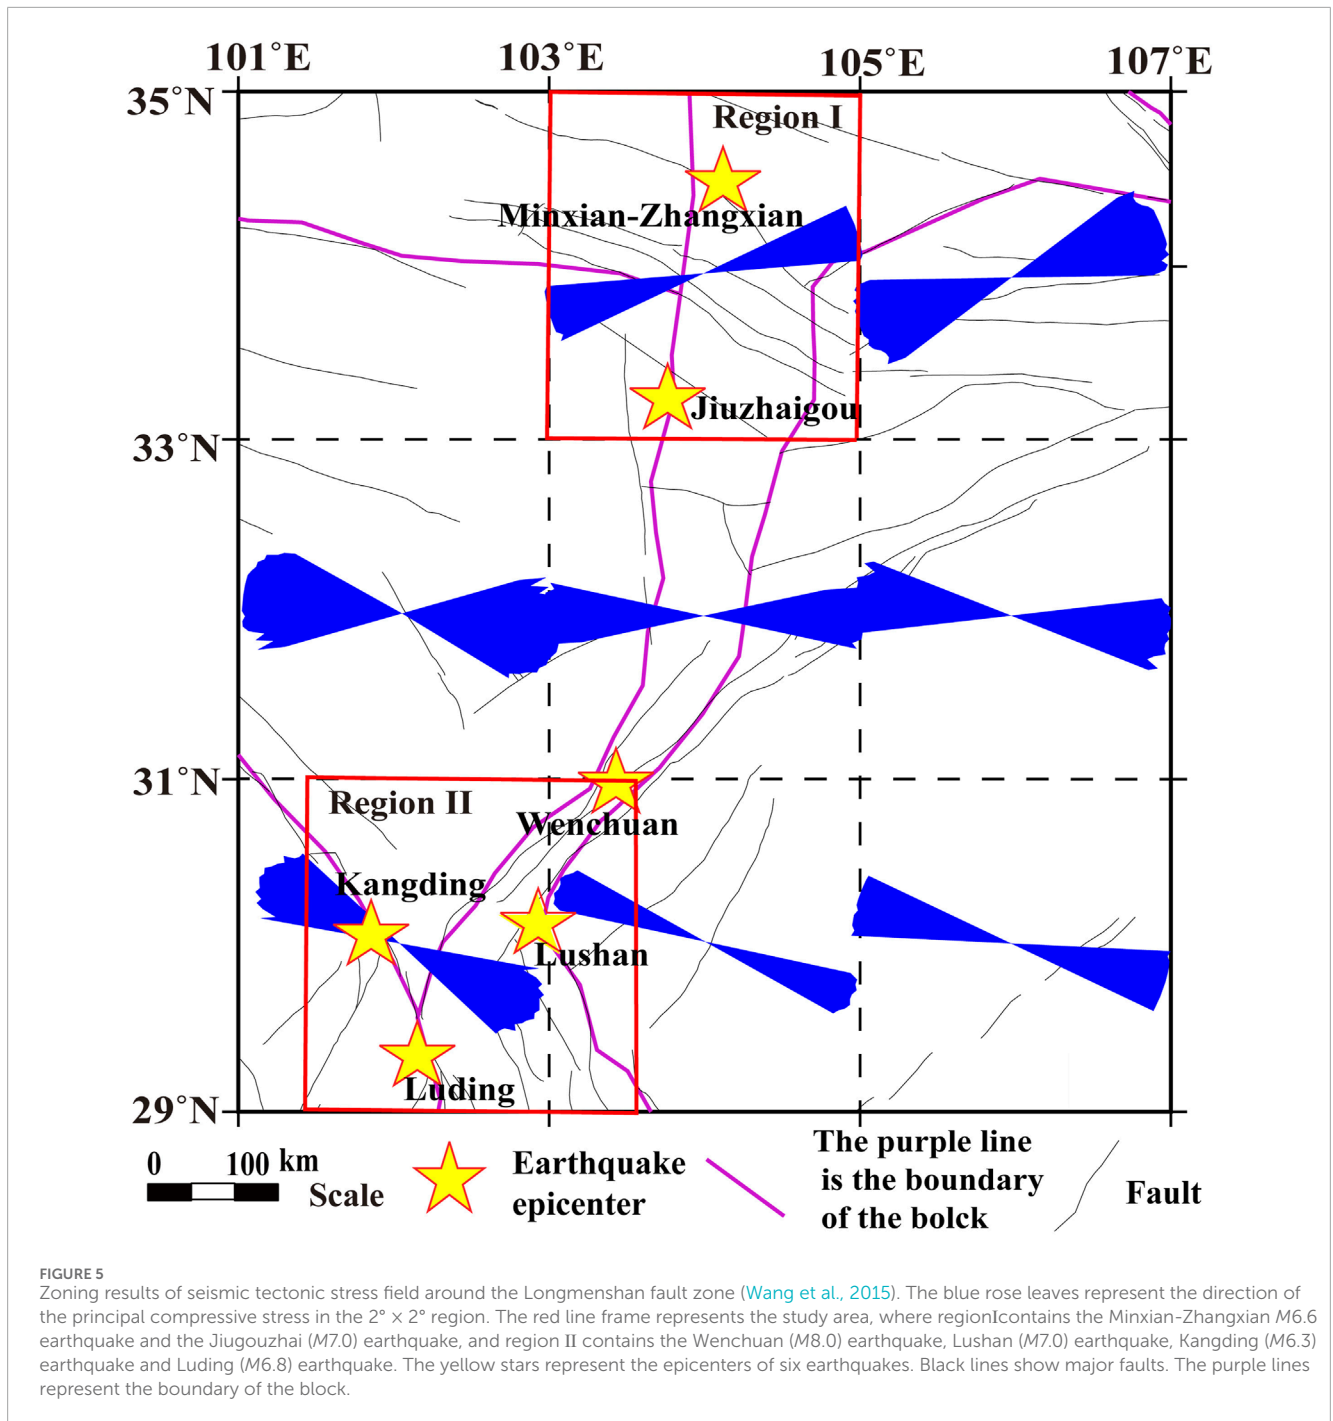 101°E 103°E 105°E 107°E
35°N
Region I
Minxian-Zhangxian
Jiuzhaigou
33°N
31°N
Region II
Wenchuan
Kangding
Lushan
Luding
29°N
0 100 km
Scale
Earthquake
epicenter
The purple line
is the boundary
of the bolck
Fault
FIGURE 5
Zoning results of seismic tectonic stress field around the Longmenshan fault zone (Wang et al., 2015). The blue rose leaves represent the direction of
the principal compressive stress in the 2° × 2° region. The red line frame represents the study area, where regionIcontains the Minxian-Zhangxian M6.6
earthquake and the Jiugouzhai (M7.0) earthquake, and region II contains the Wenchuan (M8.0) earthquake, Lushan (M7.0) earthquake, Kangding (M6.3)
earthquake and Luding (M6.8) earthquake. The yellow stars represent the epicenters of six earthquakes. Black lines show major faults. The purple lines
represent the boundary of the block.